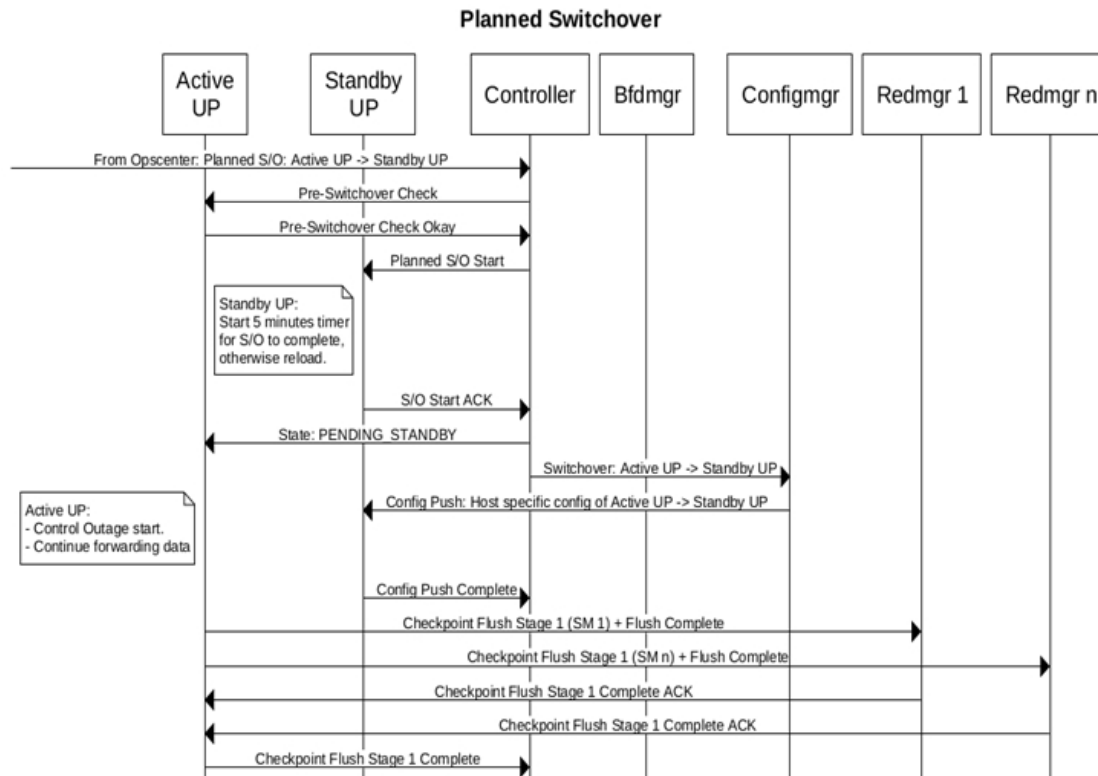 Planned Switchover
Active
UP
Standby
UP
Controller
Bfdmgr
Configmgr
Redmgr 1
Redmgr n
From Opscenter: Planned S/O: Active UP -> Standby UP
Pre-Switchover Check
Pre-Switchover Check Okay
Planned S/O Start
Standby UP:
Start 5 minutes timer
for S/O to complete,
otherwise reload.
S/O Start ACK
State: PENDING_STANDBY
Switchover: Active UP -> Standby UP
Config Push: Host specific config of Active UP -> Standby UP
Active UP:
- Control Outage start.
- Continue forwarding data
Config Push Complete
Checkpoint Flush Stage 1 (SM 1) + Flush Complete
Checkpoint Flush Stage 1 (SM n) + Flush Complete
Checkpoint Flush Stage 1 Complete ACK
Checkpoint Flush Stage 1 Complete ACK
Checkpoint Flush Stage 1 Complete